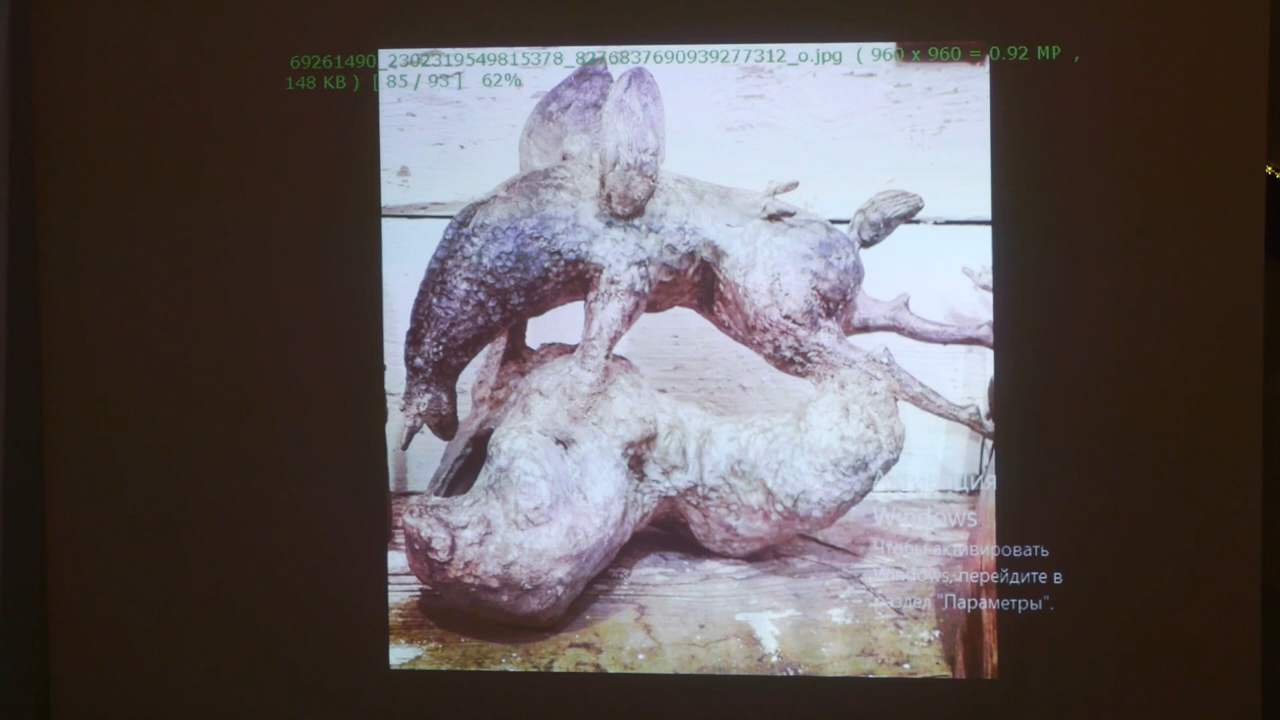 69261490_2302319549815378_8276837690939277312_o.jpg ( 960 x 960 = 0.92 MP ,
148 KB ) [ 85 / 93 ] 62%
Активация
Windows
Чтобы активировать
Windows, перейдите в
раздел "Параметры".